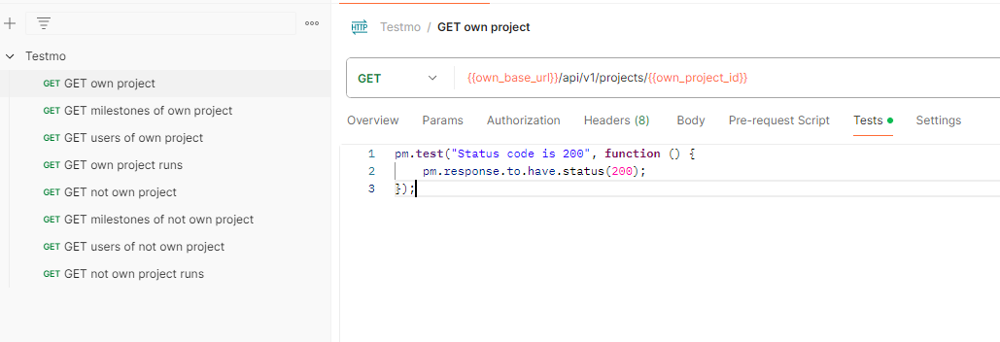 Testmo
GET GET own project
GET GET milestones of own project
GET GET users of own project
GET GET own project runs
GET GET not own project
GET GET milestones of not own project
GET GET users of not own project
GET GET not own project runs
HTTP Testmo / GET own project
GET {{own_base_url}}/api/v1/projects/{{own_project_id}}
Overview Params Authorization Headers (8) Body Pre-request Script Tests Settings
1 pm.test("Status code is 200", function () {
2 pm.response.to.have.status(200);
3 });